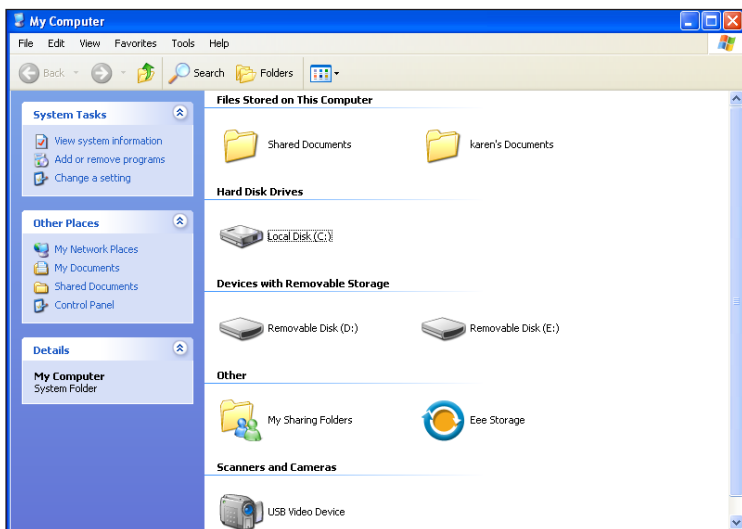 My Computer
File Edit View Favorites Tools Help
Back Search Folders
System Tasks
View system information
Add or remove programs
Change a setting
Other Places
My Network Places
My Documents
Shared Documents
Control Panel
Details
My Computer
System Folder
Files Stored on This Computer
Shared Documents karen's Documents
Hard Disk Drives
Local Disk (C:)
Devices with Removable Storage
Removable Disk (D:) Removable Disk (E:)
Other
My Sharing Folders Eee Storage
Scanners and Cameras
USB Video Device